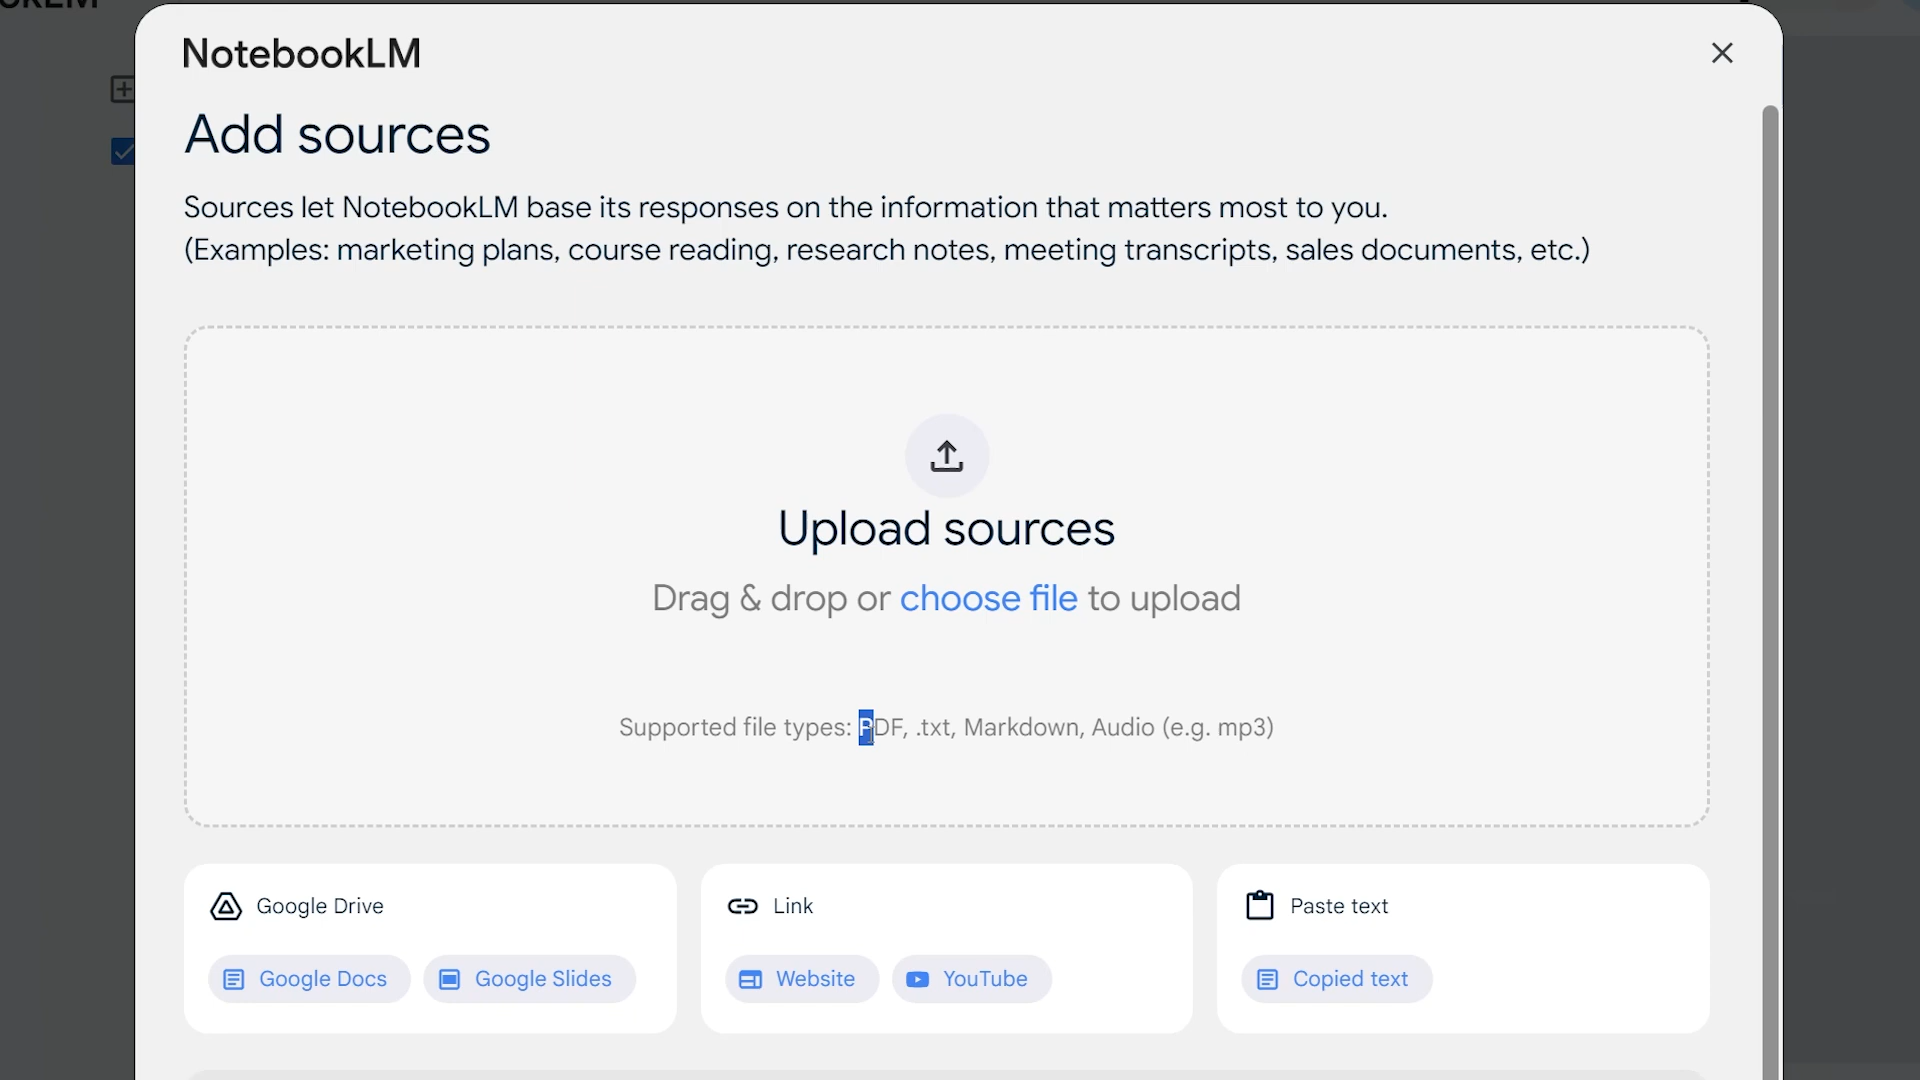 NotebookLM
Add sources
Sources let NotebookLM base its responses on the information that matters most to you.
(Examples: marketing plans, course reading, research notes, meeting transcripts, sales documents, etc.)
Upload sources
Drag & drop or choose file to upload
Supported file types: PDF, .txt, Markdown, Audio (e.g. mp3)
Google Drive
Google Docs
Google Slides
Link
Website
YouTube
Paste text
Copied text